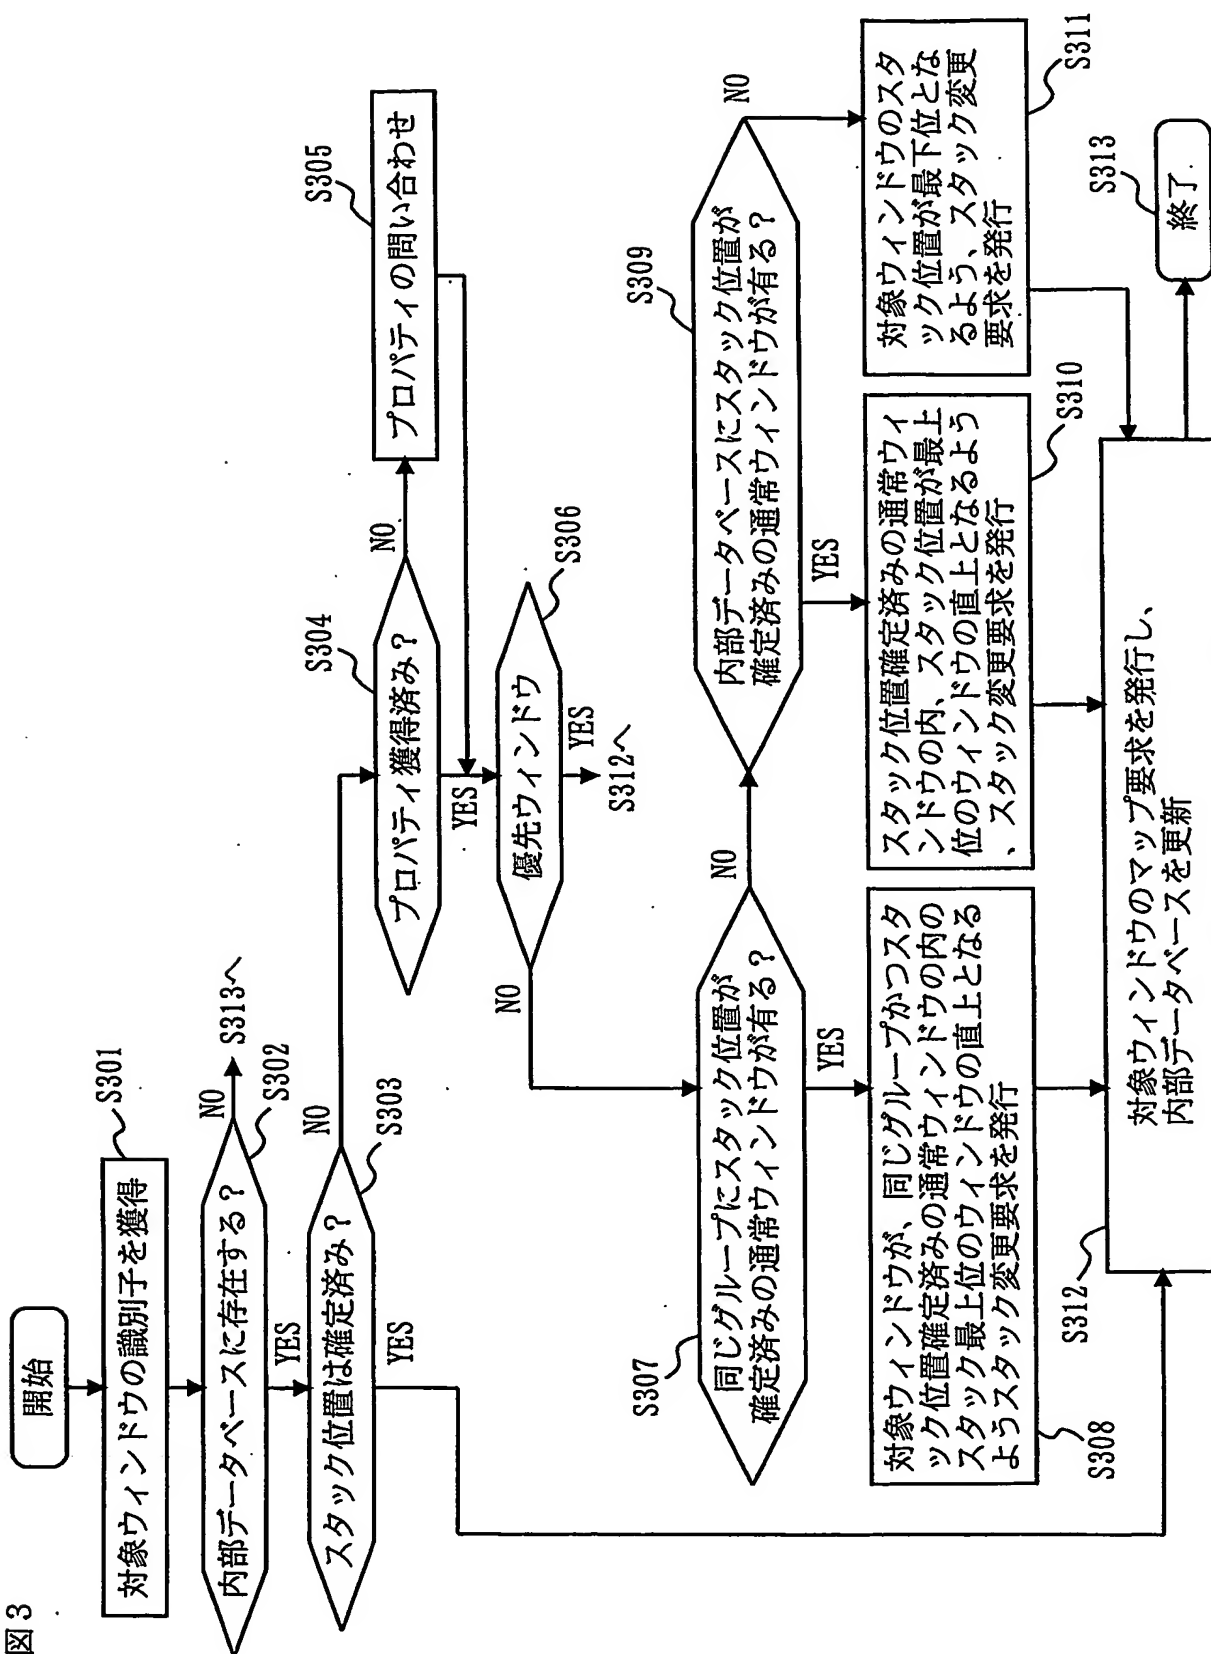 図3
開始
対象ウィンドウの識別子を獲得
S301
内部データベースに存在する?
S302
NO
S313へ
YES
スタック位置は確定済み?
S303
NO
YES
プロパティ獲得済み?
S304
NO
プロパティの問い合わせ
S305
YES
優先ウィンドウ
S306
YES
S312へ
NO
同じグループにスタック位置が
確定済みの通常ウィンドウが有る?
S307
NO
YES
対象ウィンドウが、同じグループかつスタ
ック位置確定済みの通常ウィンドウの内の
スタック最上位のウィンドウの直上となる
ようスタック変更要求を発行
S308
内部データベースにスタック位置が
確定済みの通常ウィンドウが有る?
S309
NO
YES
スタック位置確定済みの通常ウィ
ンドウの内、スタック位置が最上
位のウィンドウの直上となるよう
、スタック変更要求を発行
S310
対象ウィンドウのスタ
ック位置が最下位とな
るよう、スタック変更
要求を発行
S311
対象ウィンドウのマップ要求を発行し、
内部データベースを更新
S312
終了
S313